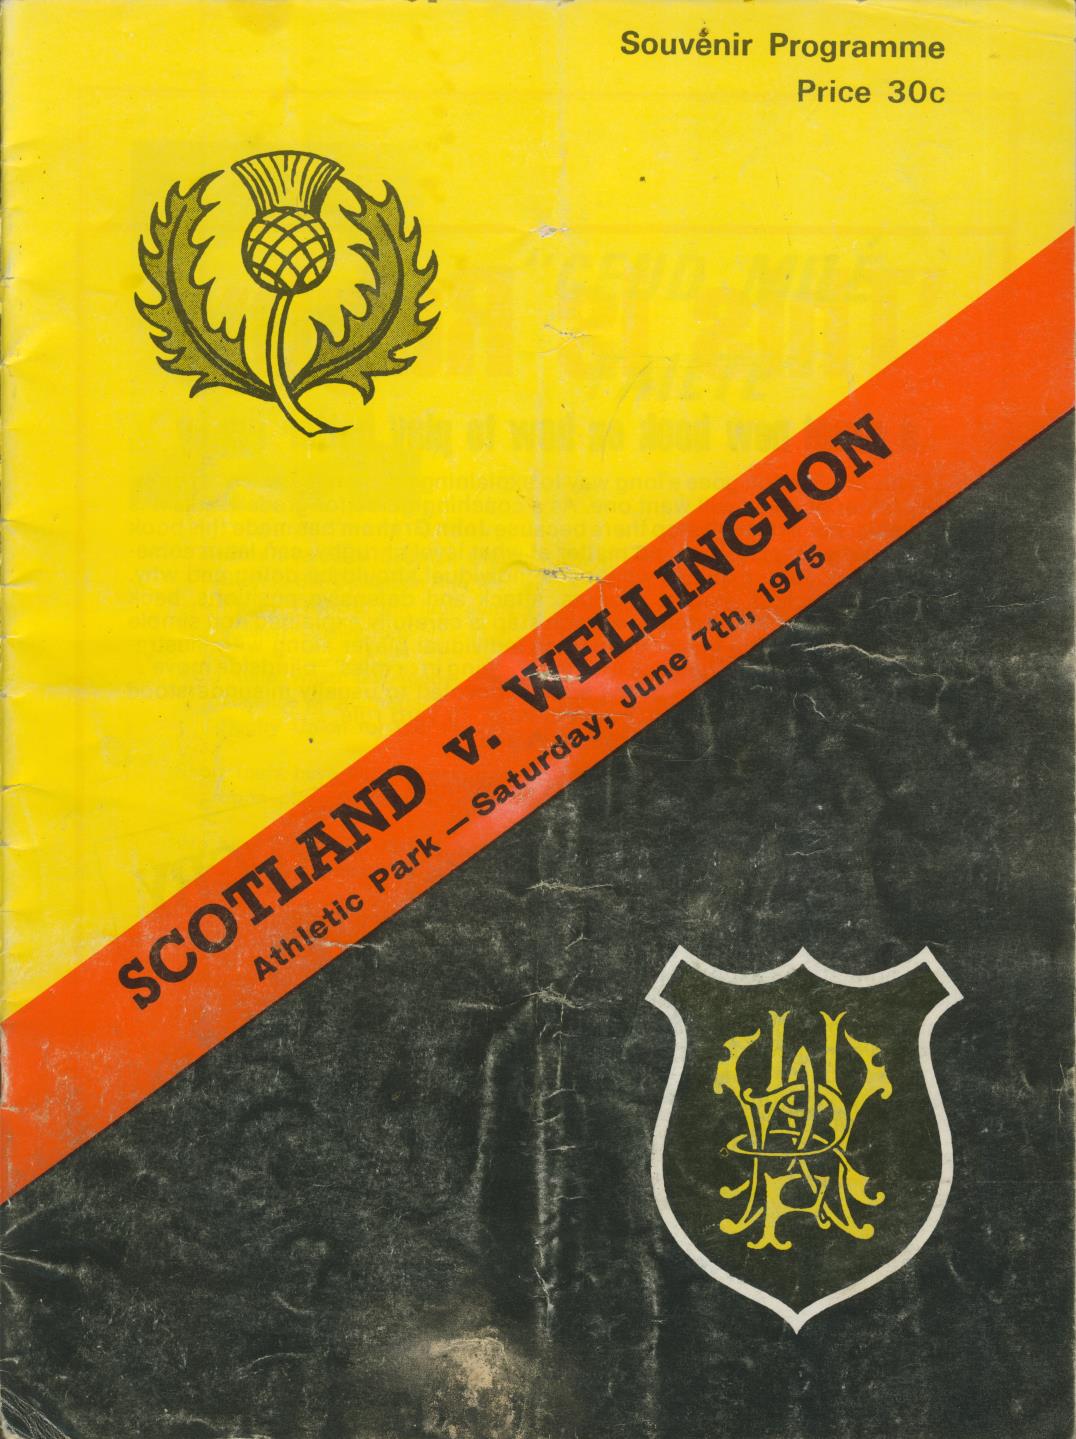 Souvenir Programme
Price 30c
SCOTLAND v. WELLINGTON
Athletic Park — Saturday, June 7th, 1975